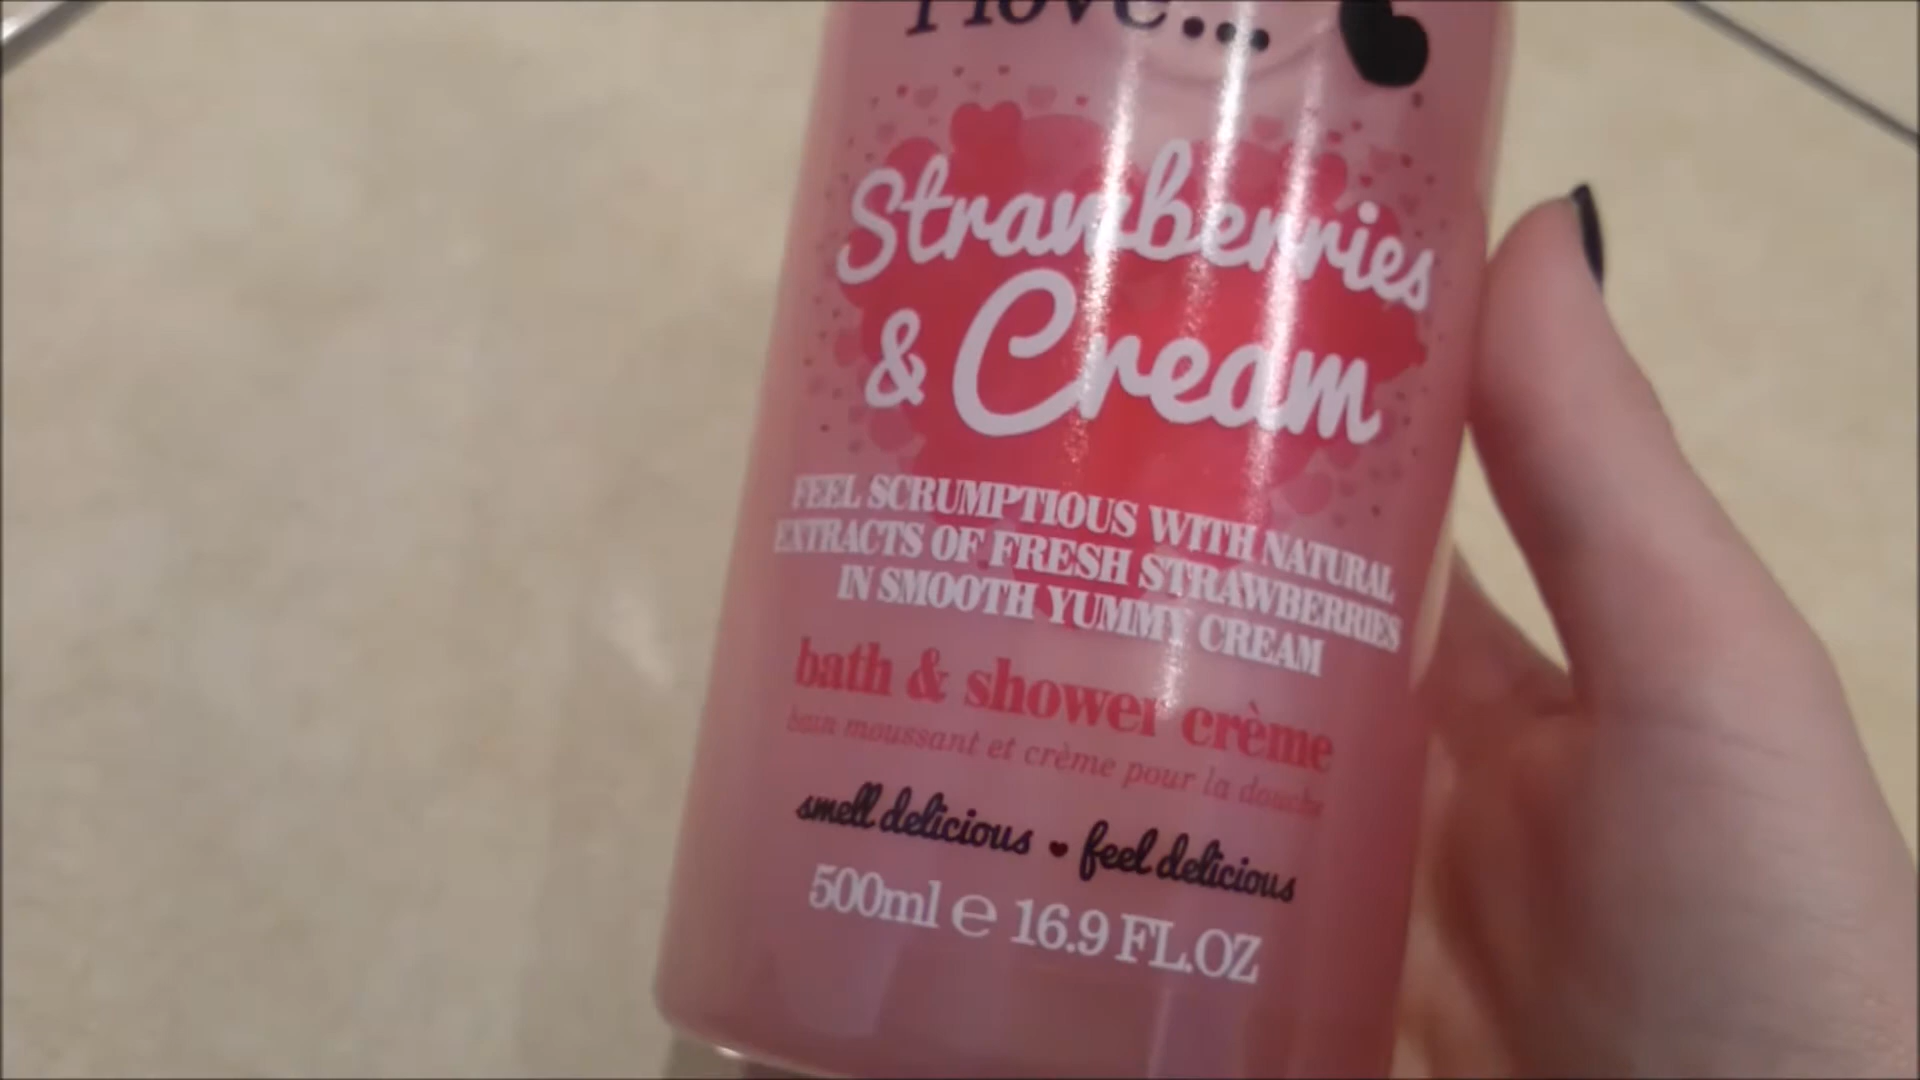 I love...
Strawberries
& Cream
FEEL SCRUMPTIOUS WITH NATURAL
EXTRACTS OF FRESH STRAWBERRIES
IN SMOOTH YUMMY CREAM
bath & shower crème
bain moussant et crème pour la douche
smell delicious ♥ feel delicious
500ml ℮ 16.9 FL.OZ